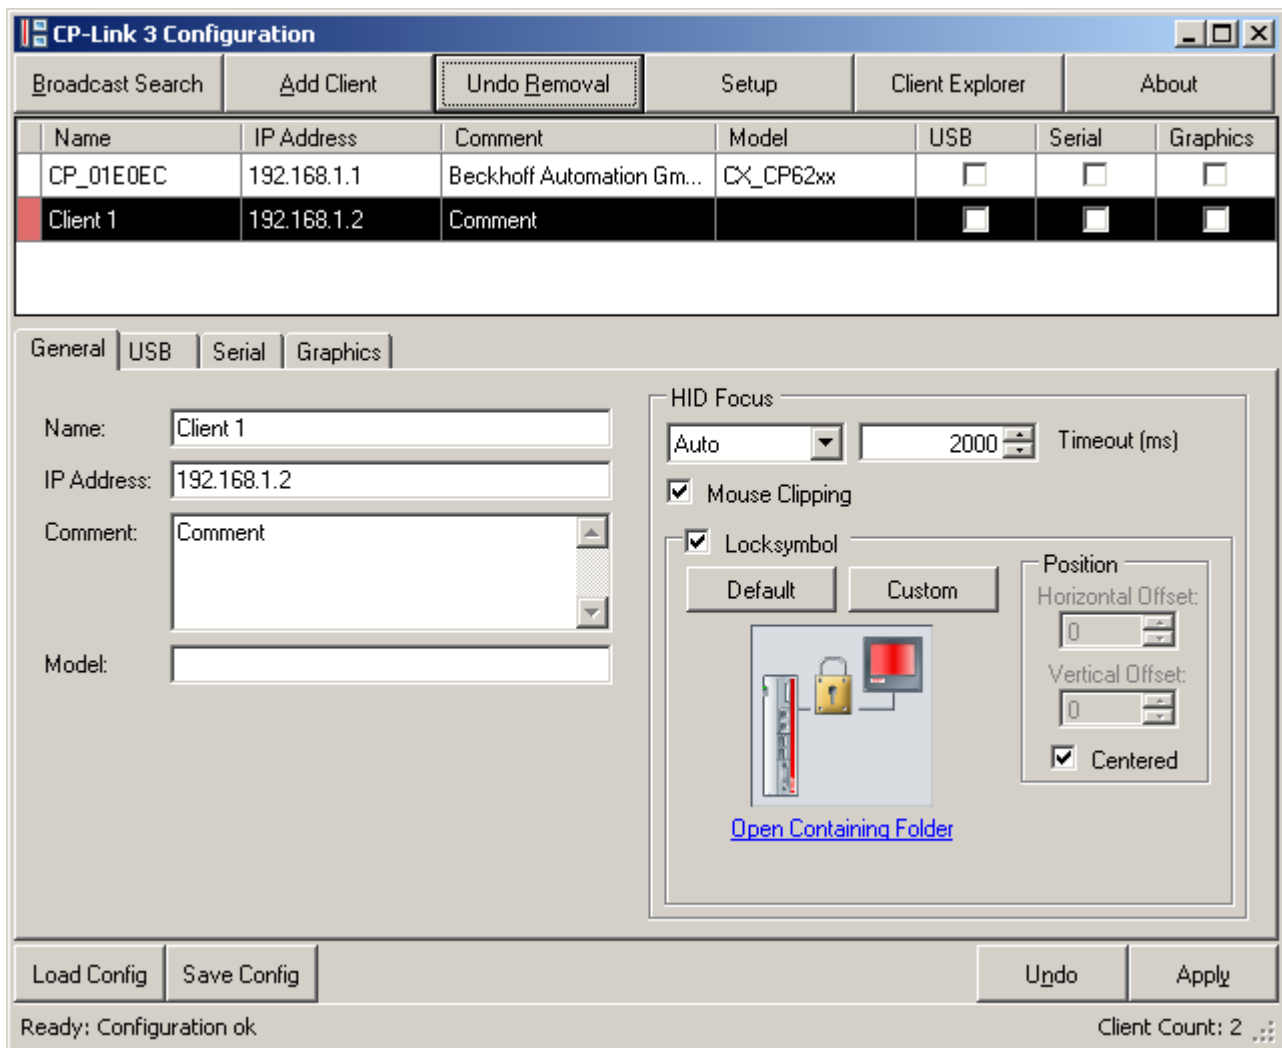 CP-Link 3 Configuration
Broadcast Search Add Client Undo Removal Setup Client Explorer About
Name IP Address Comment Model USB Serial Graphics
CP_01E0EC 192.168.1.1 Beckhoff Automation Gm... CX_CP62xx
Client 1 192.168.1.2 Comment
General USB Serial Graphics
Name: Client 1
IP Address: 192.168.1.2
Comment: Comment
Model:
HID Focus
Auto 2000 Timeout (ms)
Mouse Clipping
Locksymbol
Default Custom
Open Containing Folder
Position
Horizontal Offset:
0
Vertical Offset:
0
Centered
Load Config Save Config Undo Apply
Ready: Configuration ok Client Count: 2